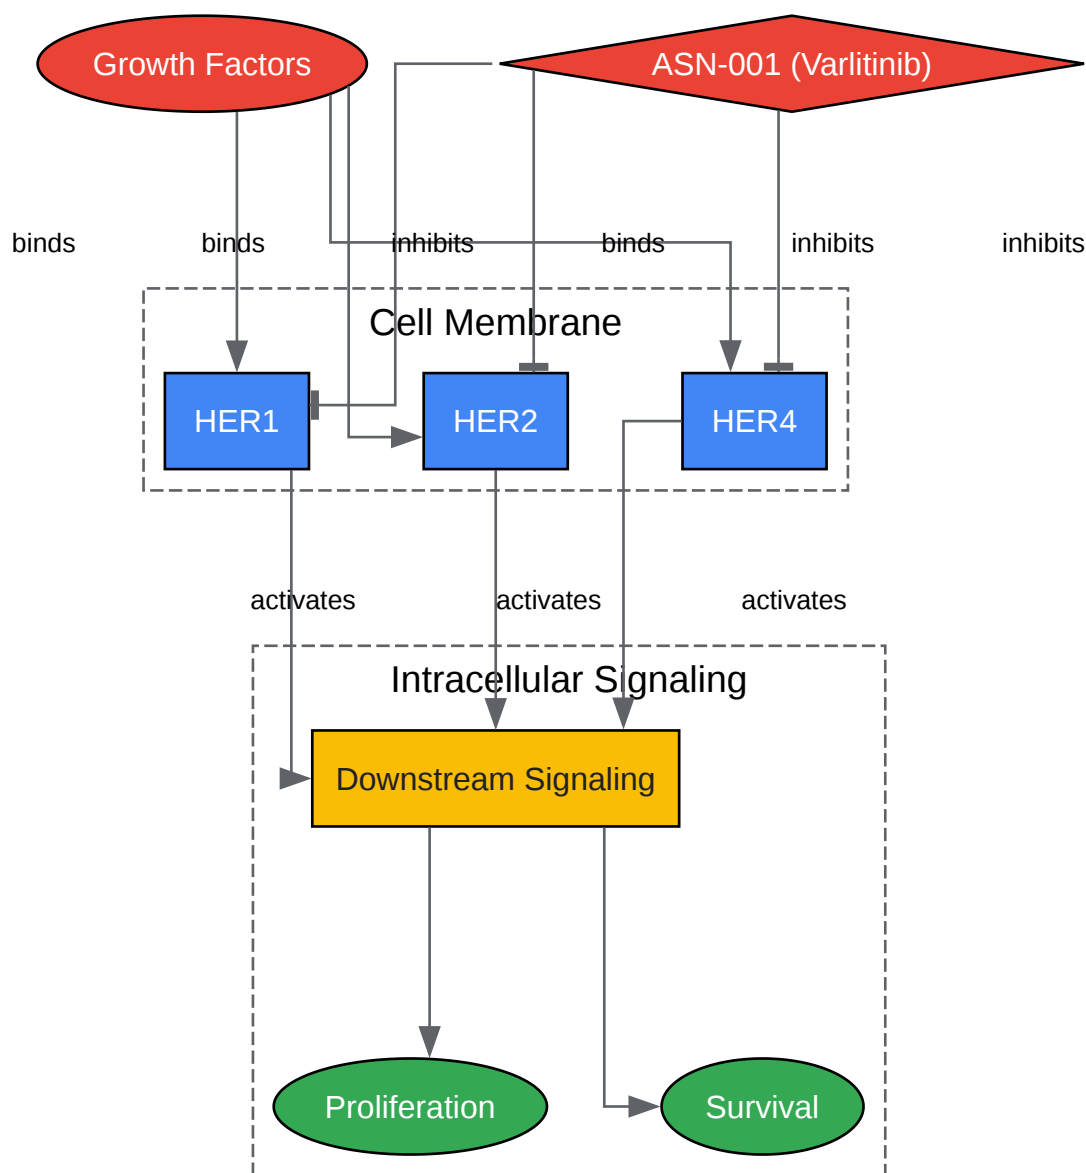 Growth Factors
ASN-001 (Varlitinib)
binds
binds
inhibits
binds
inhibits
inhibits
Cell Membrane
HER1
HER2
HER4
activates
activates
activates
Intracellular Signaling
Downstream Signaling
Proliferation
Survival